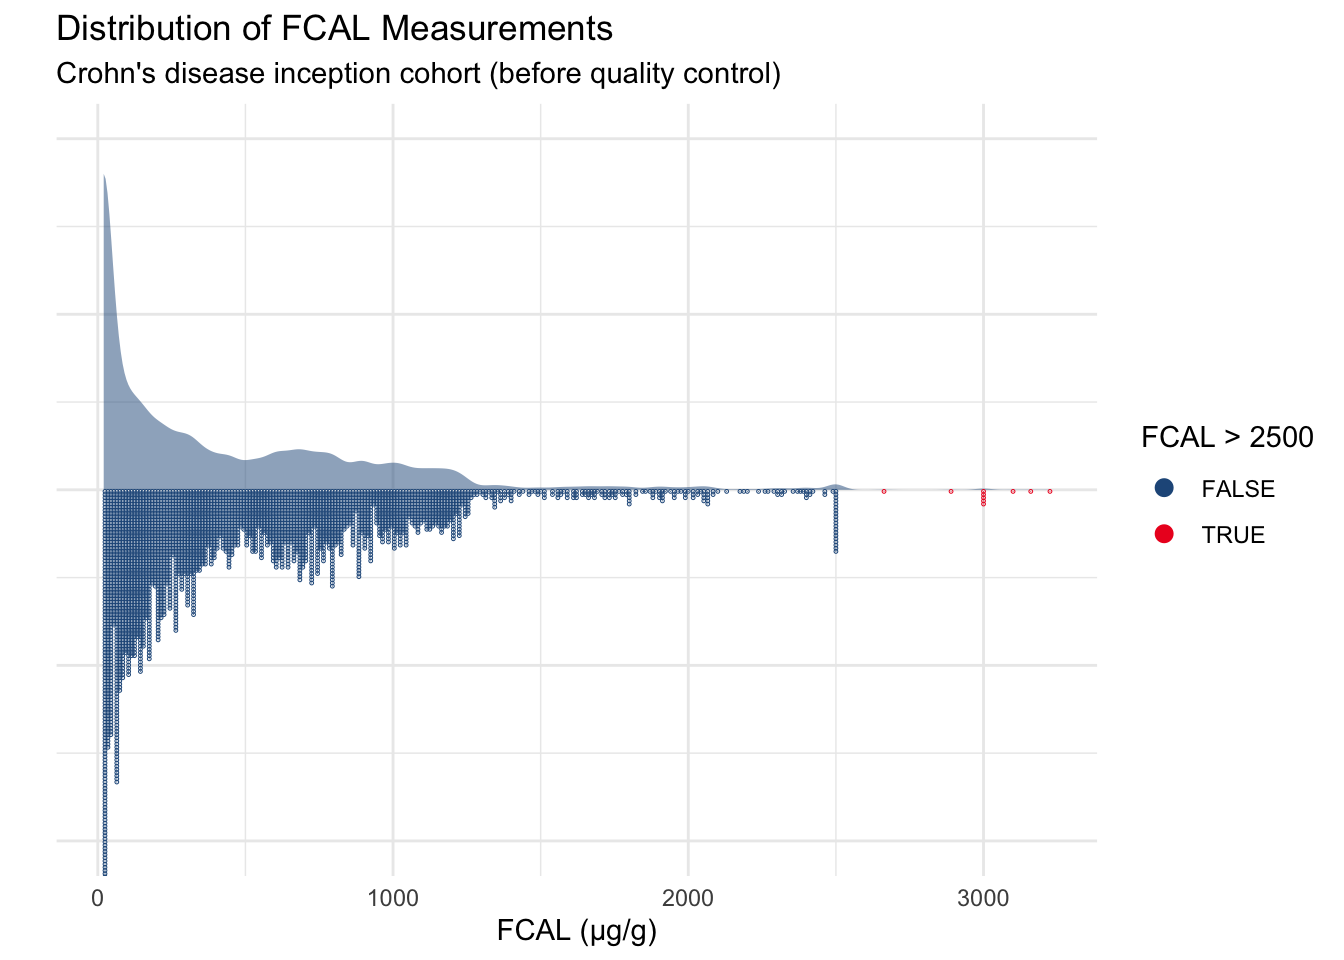 Distribution of FCAL Measurements
Crohn's disease inception cohort (before quality control)
FCAL > 2500
FALSE
TRUE
0 1000 2000 3000
FCAL (μg/g)